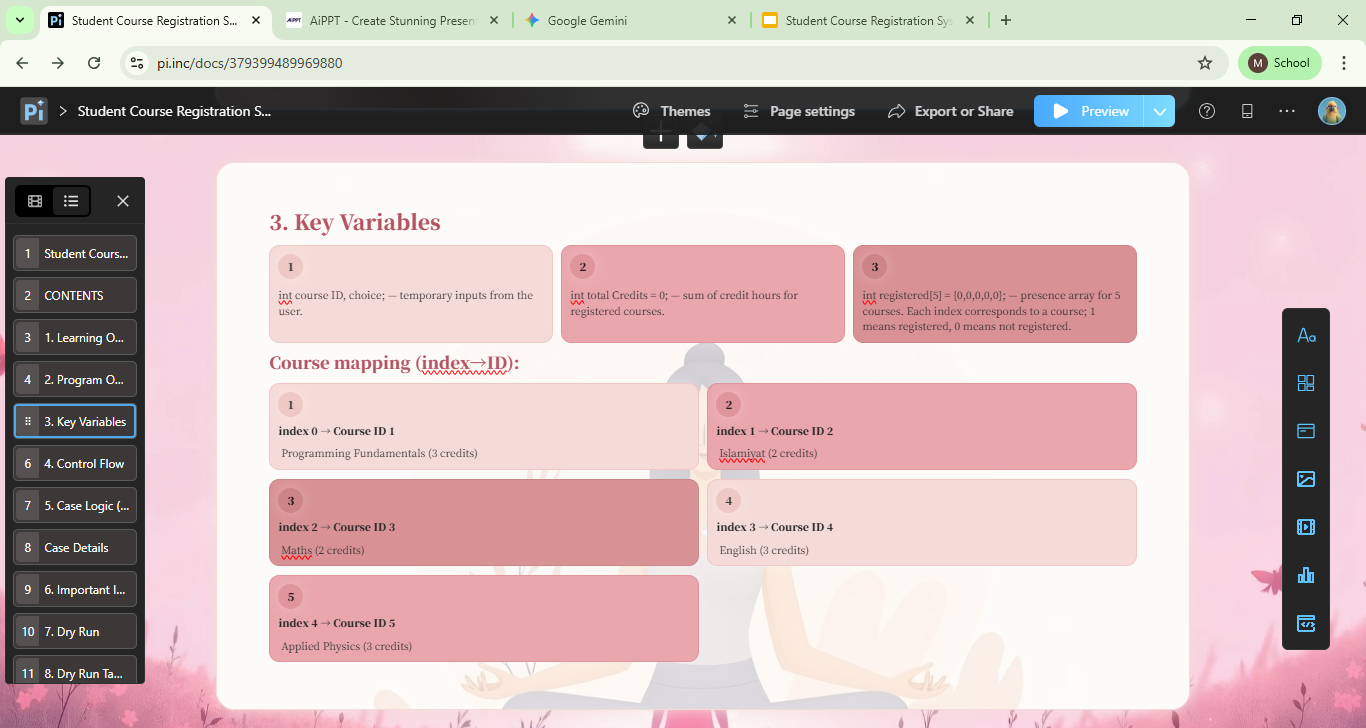 Student Course Registration S...
AiPPT
AiPPT - Create Stunning Presen
Google Gemini
Student Course Registration Sys
pi.inc/docs/379399489969880
M
School
Pi
Student Course Registration S...
Themes
Page settings
Export or Share
Preview
1 Student Cours...
2 CONTENTS
3 1. Learning O...
4 2. Program O...
3. Key Variables
6 4. Control Flow
7 5. Case Logic (...
8 Case Details
9 6. Important I...
10 7. Dry Run
11 8. Dry Run Ta...
3. Key Variables
1
int course ID, choice; — temporary inputs from the
user.
2
int total Credits = 0; — sum of credit hours for
registered courses.
3
int registered[5] = {0,0,0,0,0}; — presence array for 5
courses. Each index corresponds to a course; 1
means registered, 0 means not registered.
Course mapping (index→ID):
1
index 0 → Course ID 1
Programming Fundamentals (3 credits)
2
index 1 → Course ID 2
Islamiyat (2 credits)
3
index 2 → Course ID 3
Maths (2 credits)
4
index 3 → Course ID 4
English (3 credits)
5
index 4 → Course ID 5
Applied Physics (3 credits)
Aa